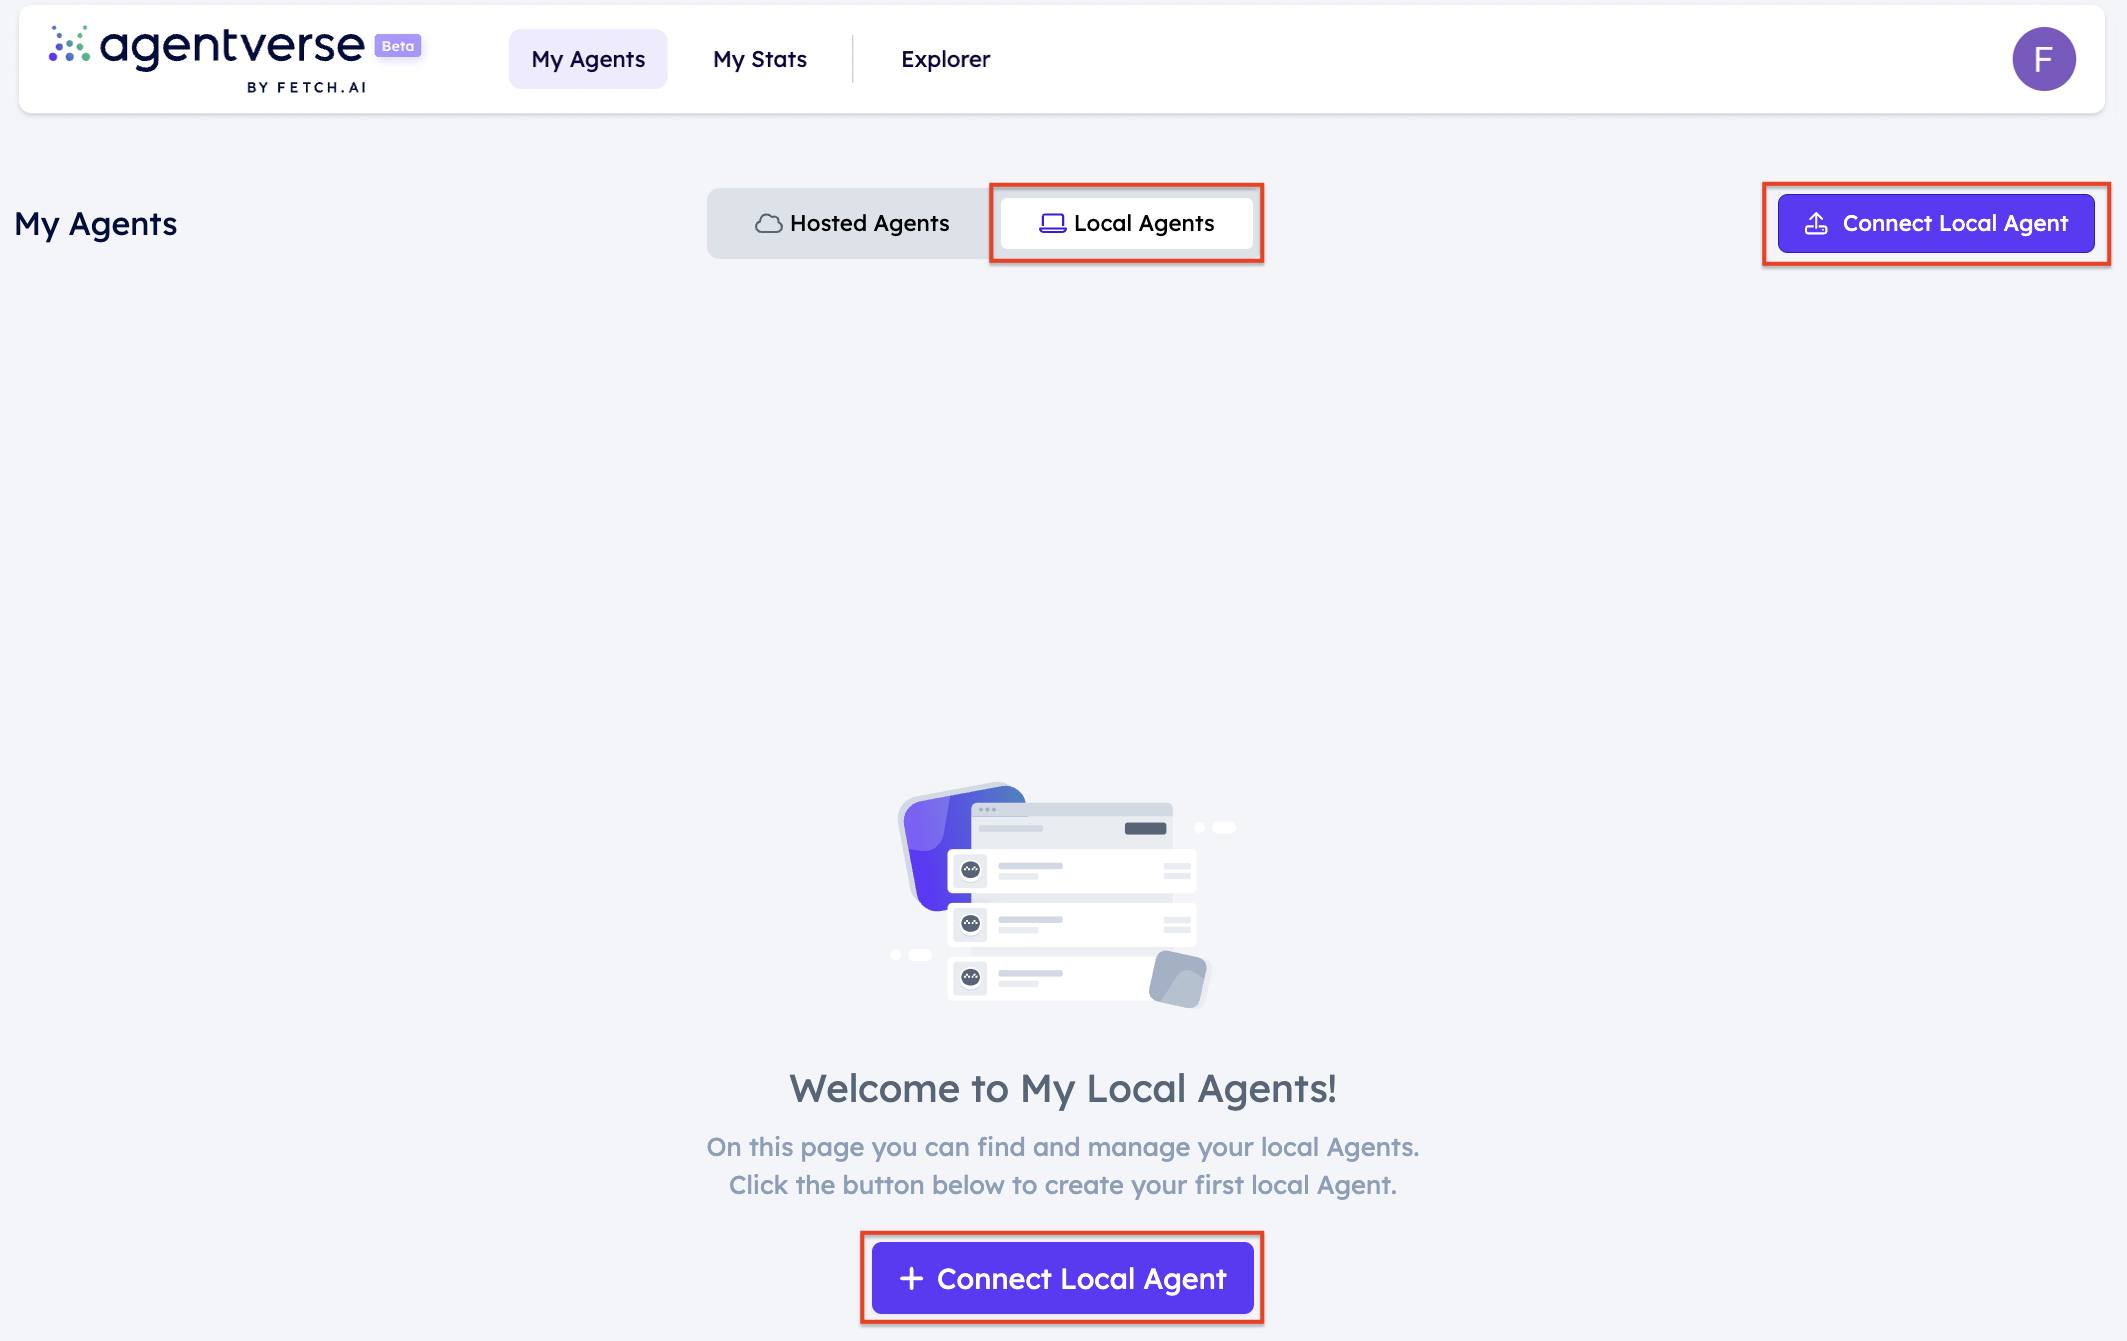 agentverse Beta
BY FETCH.AI
My Agents
My Stats
Explorer
F
My Agents
Hosted Agents
Local Agents
Connect Local Agent
Welcome to My Local Agents!
On this page you can find and manage your local Agents.
Click the button below to create your first local Agent.
+ Connect Local Agent